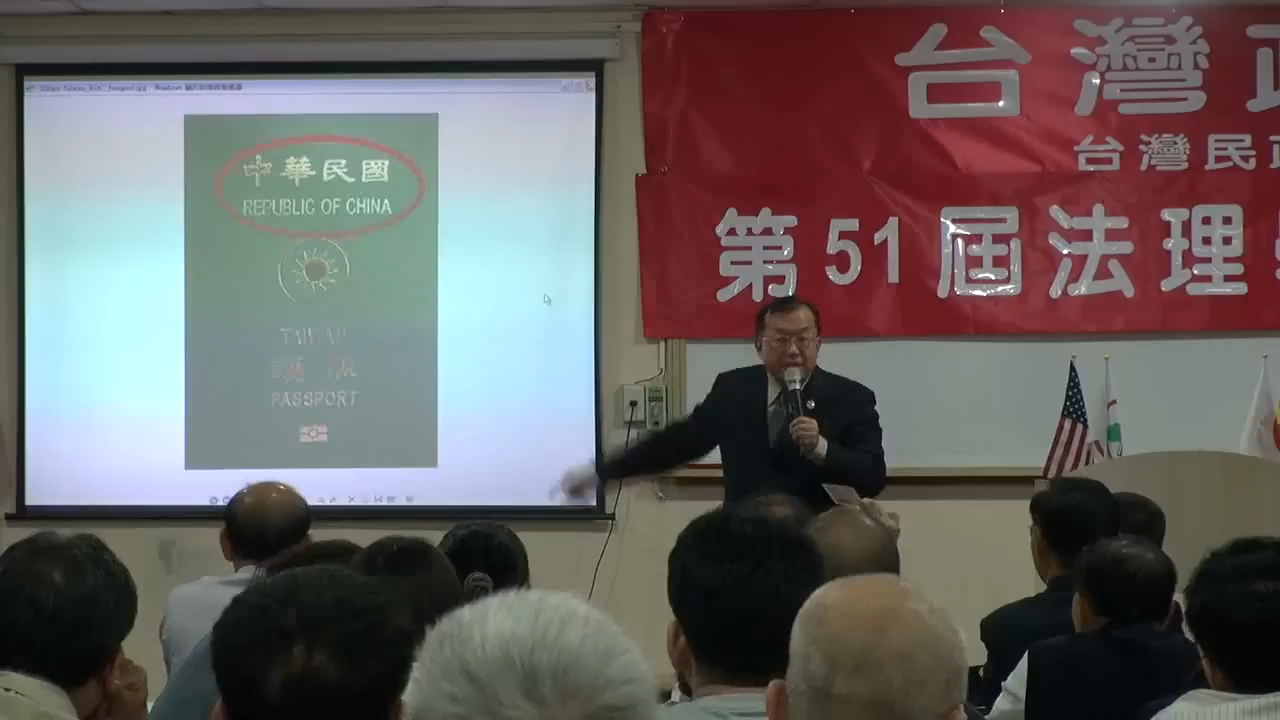 中華民國
REPUBLIC OF CHINA
TAIWAN
PASSPORT
台灣
台灣民
第51屆法理